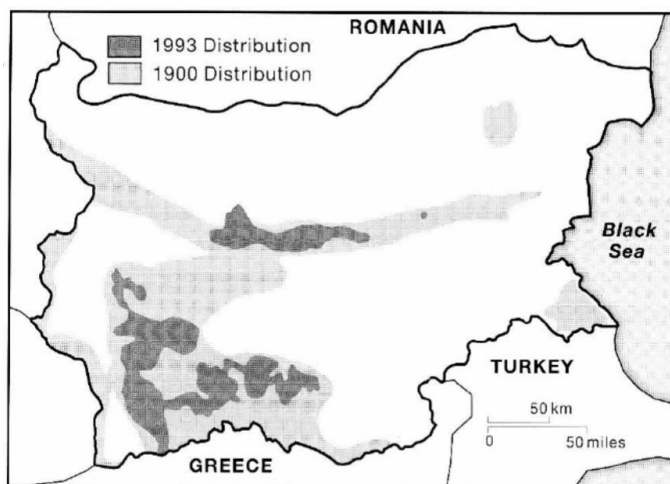 ROMANIA
1993 Distribution
1900 Distribution
Black
Sea
TURKEY
50 km
0 50 miles
GREECE